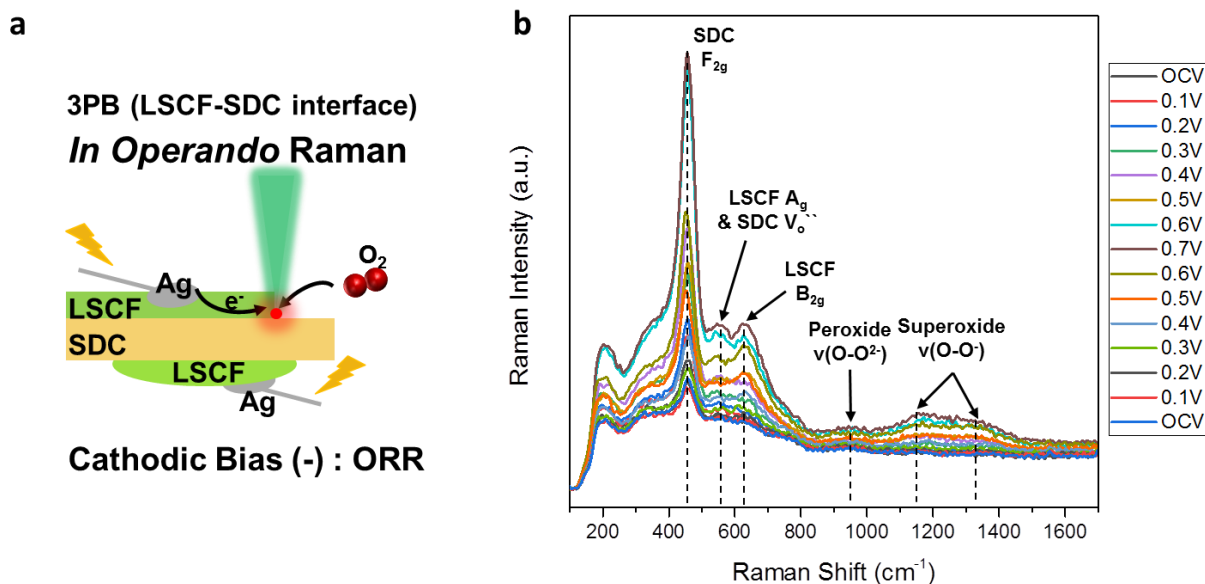 a
3PB (LSCF-SDC interface)
In Operando Raman
O2
Ag
e-
LSCF
SDC
LSCF
Ag
Cathodic Bias (-) : ORR
b
Raman Intensity (a.u.)
SDC
F2g
LSCF Ag
& SDC Vo``
LSCF
B2g
Peroxide
v(O-O2-)
Superoxide
v(O-O-)
200 400 600 800 1000 1200 1400 1600
Raman Shift (cm-1)
OCV
0.1V
0.2V
0.3V
0.4V
0.5V
0.6V
0.7V
0.6V
0.5V
0.4V
0.3V
0.2V
0.1V
OCV